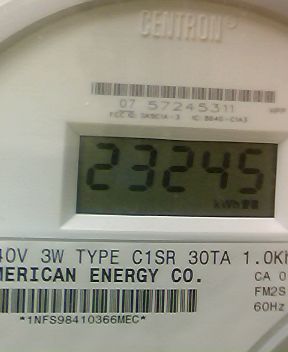 CENTRON®
07 57245311
23245
kWh
40V 3W TYPE C1SR 30TA 1.0Kh
MERICAN ENERGY CO. CA 0
FM2S
60Hz
*1NFS98410366MEC*